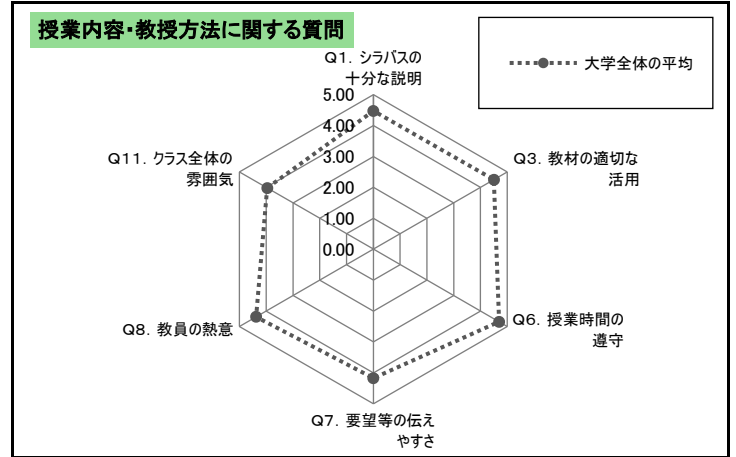 授業内容・教授方法に関する質問
大学全体の平均
Q1. シラバスの
十分な説明
5.00
4.00
3.00
2.00
1.00
0.00
Q3. 教材の適切な
活用
Q6. 授業時間の
遵守
Q7. 要望等の伝え
やすさ
Q8. 教員の熱意
Q11. クラス全体の
雰囲気